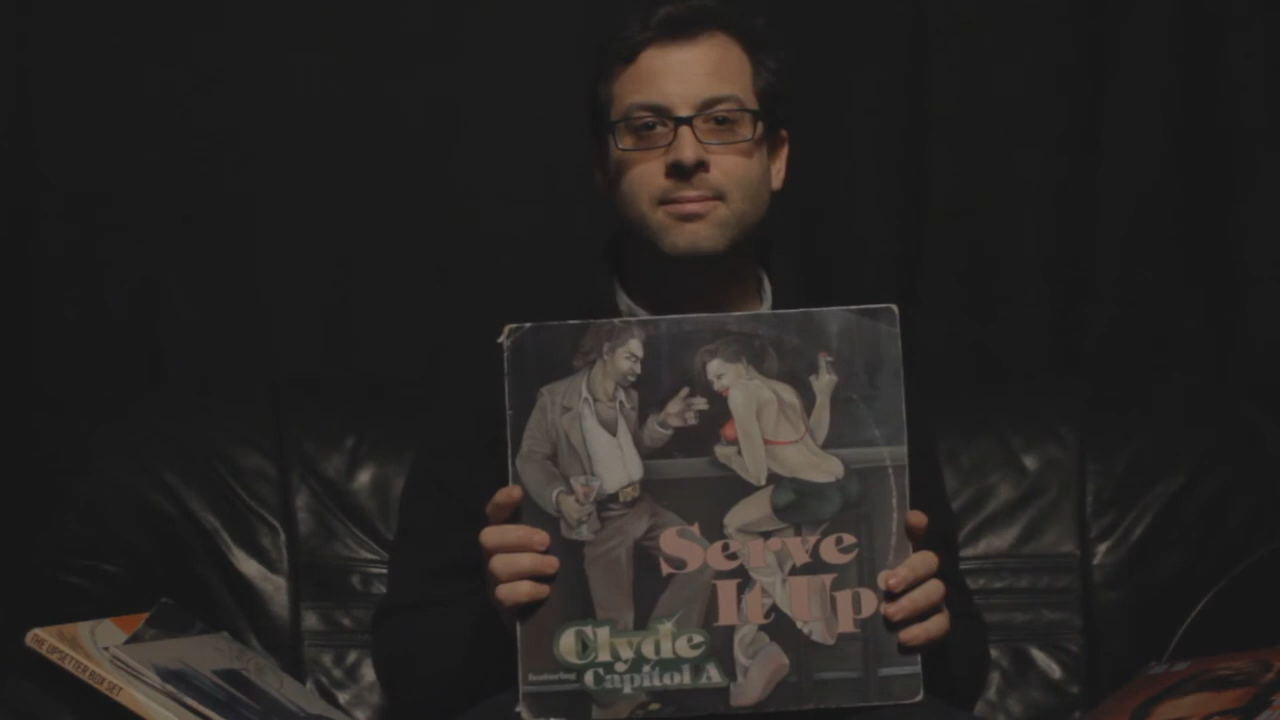 Serve
It Up
Clyde
featuring Capitol A
THE UPSETTER BOX SET